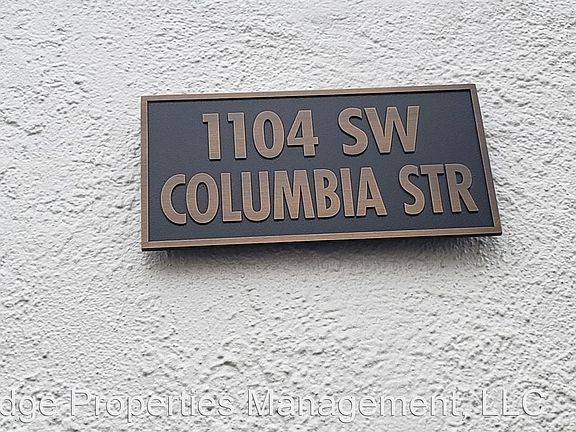 1104 SW
COLUMBIA STR
Properties Management, LLC